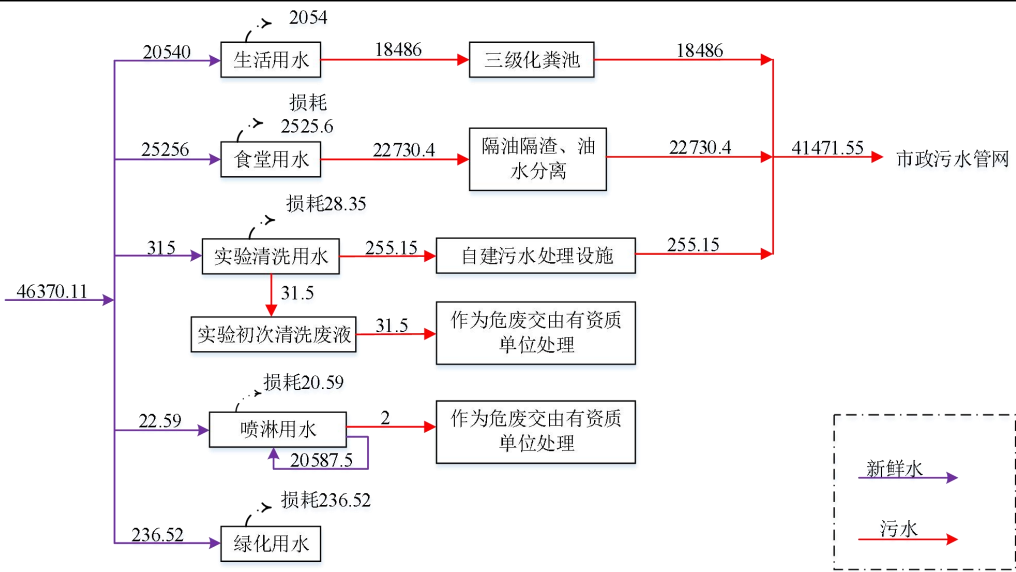 2054
20540
生活用水
18486
三级化粪池
18486
损耗
2525.6
25256
食堂用水
22730.4
隔油隔渣、油
水分离
22730.4
41471.55
市政污水管网
损耗28.35
315
实验清洗用水
255.15
自建污水处理设施
255.15
46370.11
31.5
实验初次清洗废液
31.5
作为危废交由有资质
单位处理
损耗20.59
22.59
喷淋用水
2
作为危废交由有资质
单位处理
20587.5
新鲜水
损耗236.52
236.52
绿化用水
污水